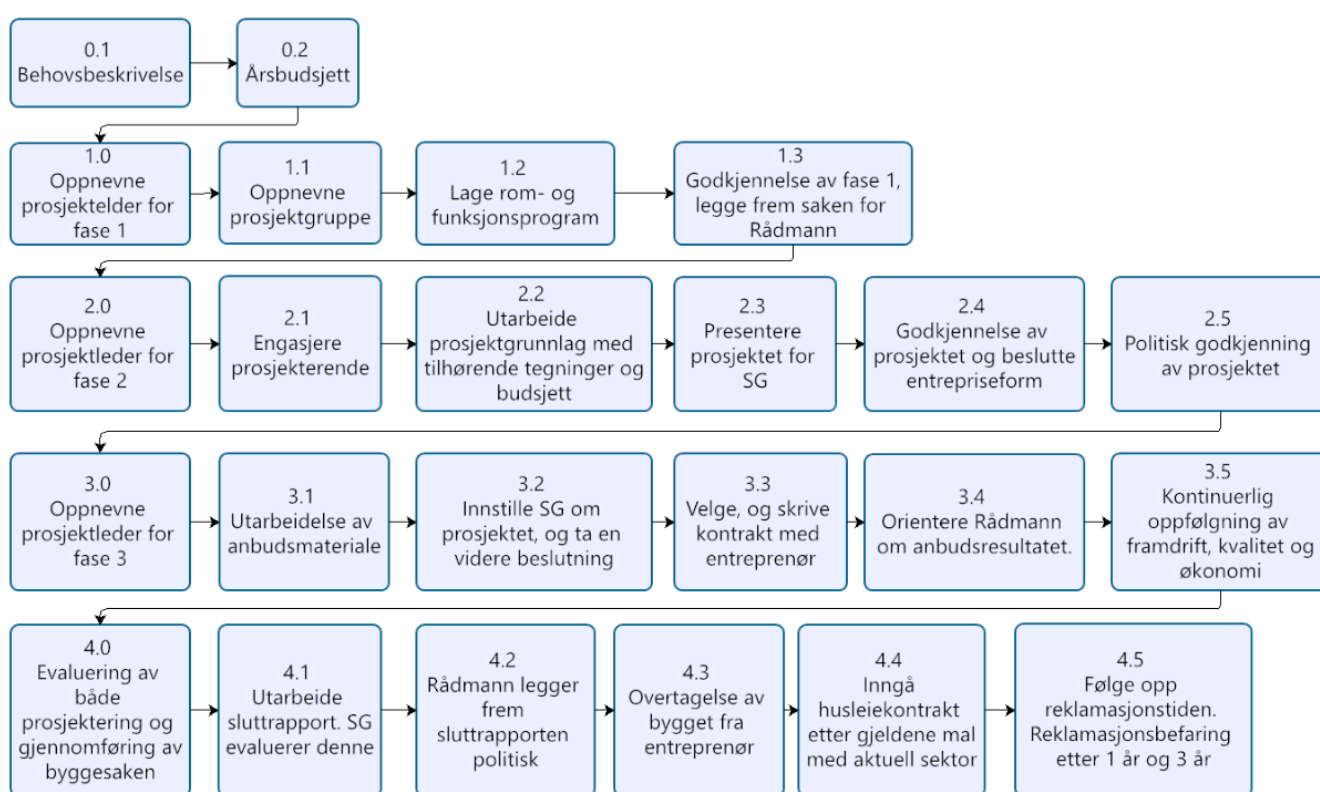 0.1
Behovsbeskrivelse
0.2
Årsbudsjett
1.0
Oppnevne
prosjektelder for
fase 1
1.1
Oppnevne
prosjektgruppe
1.2
Lage rom- og
funksjonsprogram
1.3
Godkjennelse av fase 1,
legge frem saken for
Rådmann
2.0
Oppnevne
prosjektleder for
fase 2
2.1
Engasjere
prosjekterende
2.2
Utarbeide
prosjektgrunnlag med
tilhørende tegninger og
budsjett
2.3
Presentere
prosjektet for
SG
2.4
Godkjennelse av
prosjektet og beslutte
entrepriseform
2.5
Politisk godkjenning
av prosjektet
3.0
Oppnevne
prosjektleder for
fase 3
3.1
Utarbeidelse av
anbudsmateriale
3.2
Innstille SG om
prosjektet, og ta en
videre beslutning
3.3
Velge, og skrive
kontrakt med
entreprenør
3.4
Orientere Rådmann
om anbudsresultatet.
3.5
Kontinuerlig
oppfølgning av
framdrift, kvalitet og
økonomi
4.0
Evaluering av
både
prosjektering og
gjennomføring av
byggesaken
4.1
Utarbeide
sluttrapport. SG
evaluerer denne
4.2
Rådmann legger
frem
sluttrapporten
politisk
4.3
Overtagelse av
bygget fra
entreprenør
4.4
Inngå
husleiekontrakt
etter gjeldene mal
med aktuell sektor
4.5
Følge opp
reklamasjonstiden.
Reklamasjonsbefaring
etter 1 år og 3 år